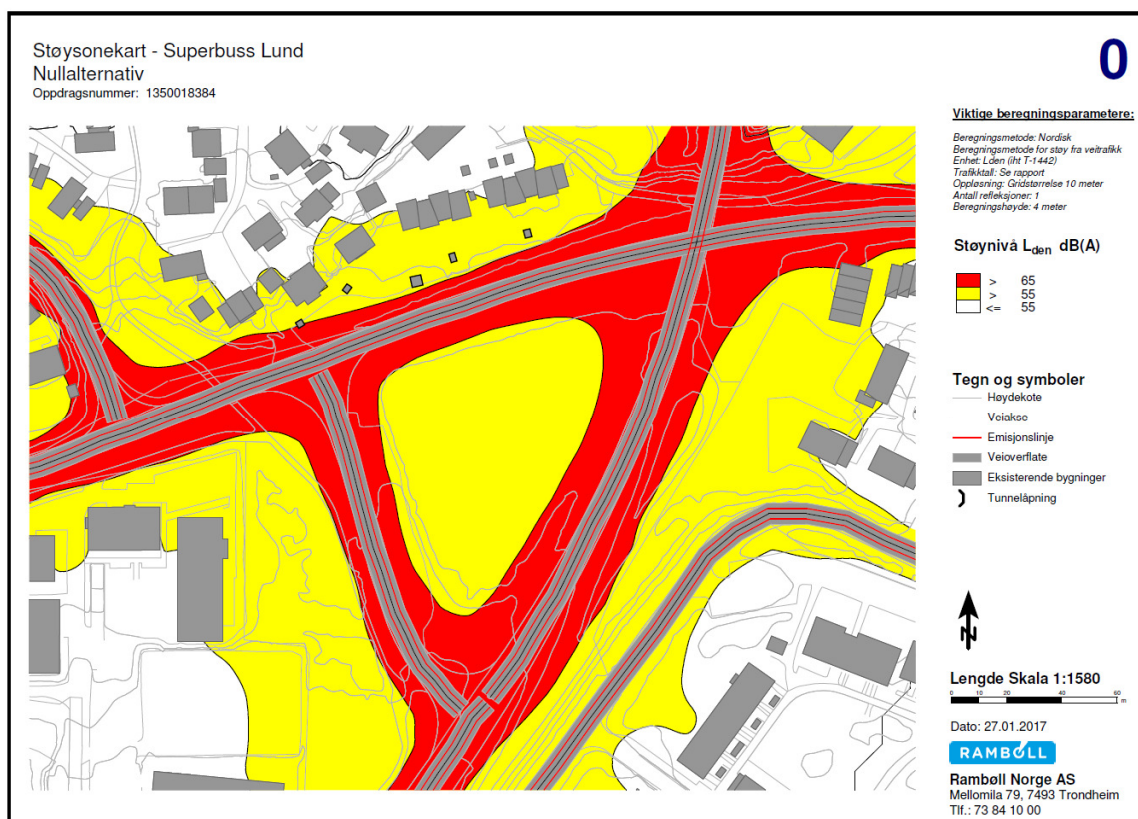 Støysonekart - Superbuss Lund
Nullalternativ
Oppdragsnummer: 1350018384
0
Viktige beregningsparametere:
Beregningsmetode: Nordisk
Beregningsmetode for støy fra veitrafikk
Enhet: Lden (iht T-1442)
Trafikktall: Se rapport
Oppløsning: Gridstørrelse 10 meter
Antall refleksjoner: 1
Beregningshøyde: 4 meter
Støynivå Lden dB(A)
> 65
> 55
<= 55
Tegn og symboler
Høydekote
Veiakse
Emisjonslinje
Veioverflate
Eksisterende bygninger
Tunnelåpning
N
Lengde Skala 1:1580
0 10 20 40 60
m
Dato: 27.01.2017
RAMBOLL
Rambøll Norge AS
Mellomila 79, 7493 Trondheim
Tlf.: 73 84 10 00